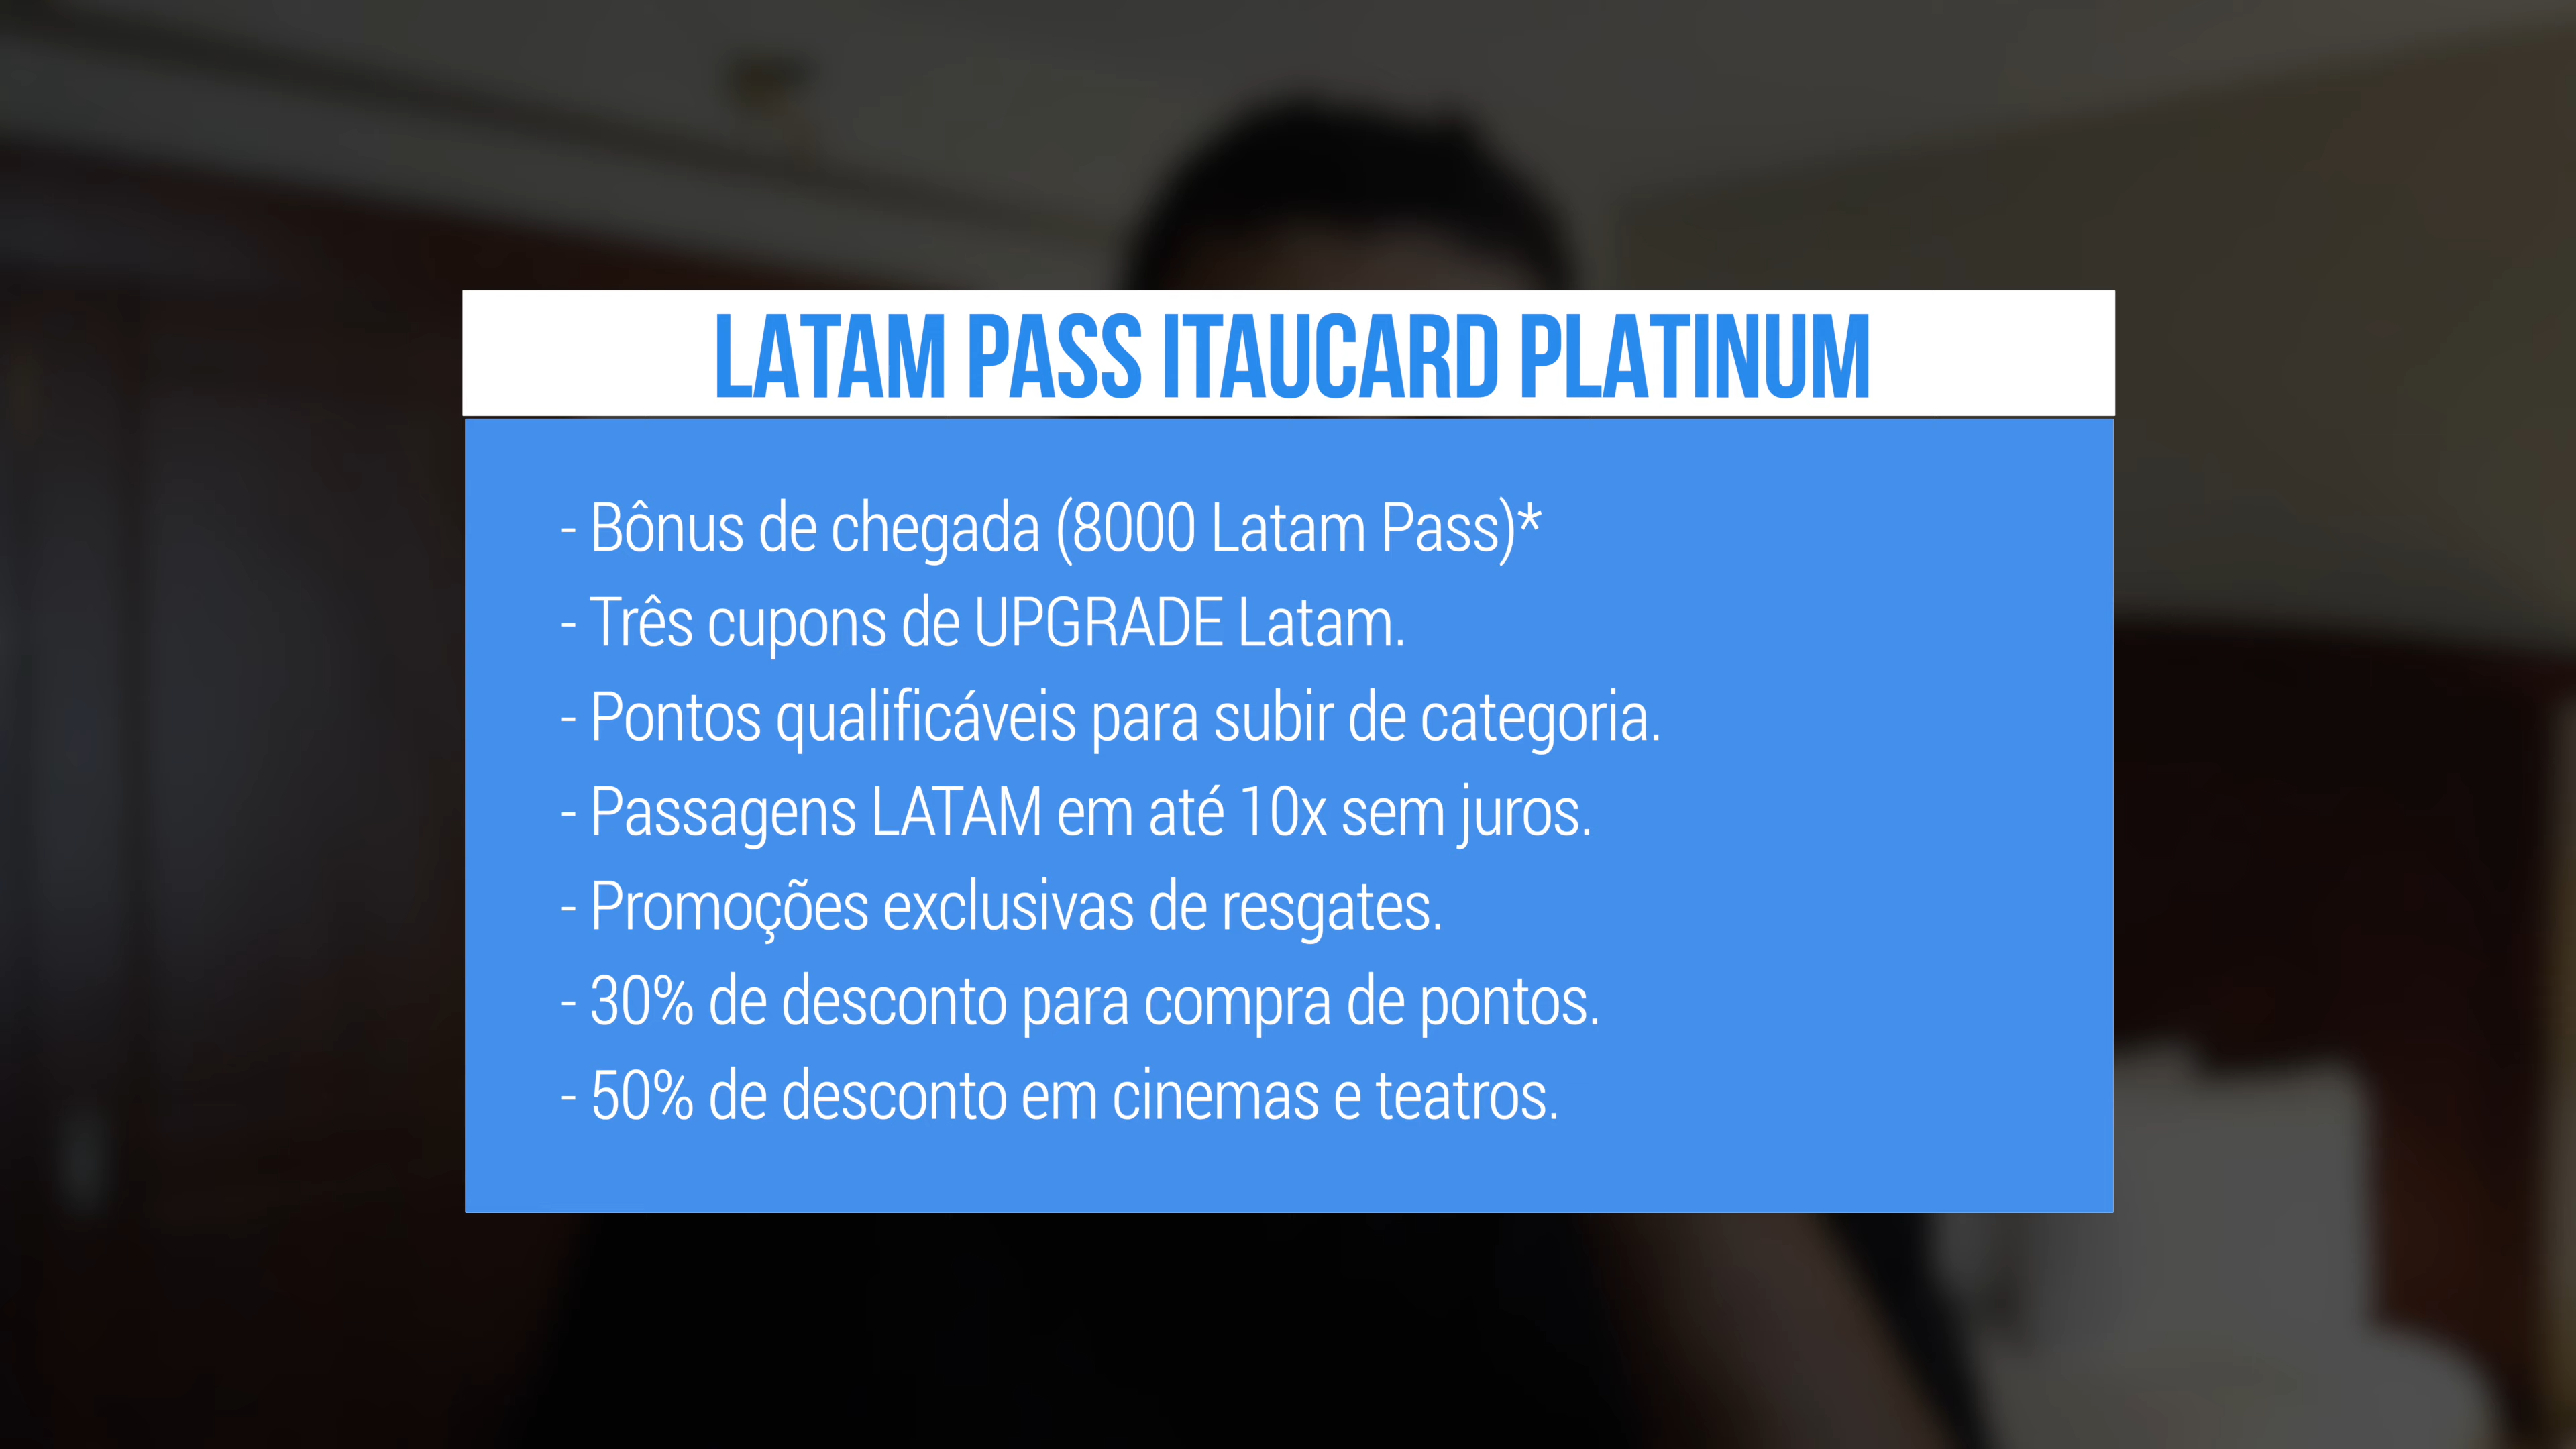 LATAM PASS ITAUCARD PLATINUM
- Bônus de chegada (8000 Latam Pass)*
- Três cupons de UPGRADE Latam.
- Pontos qualificáveis para subir de categoria.
- Passagens LATAM em até 10x sem juros.
- Promoções exclusivas de resgates.
- 30% de desconto para compra de pontos.
- 50% de desconto em cinemas e teatros.